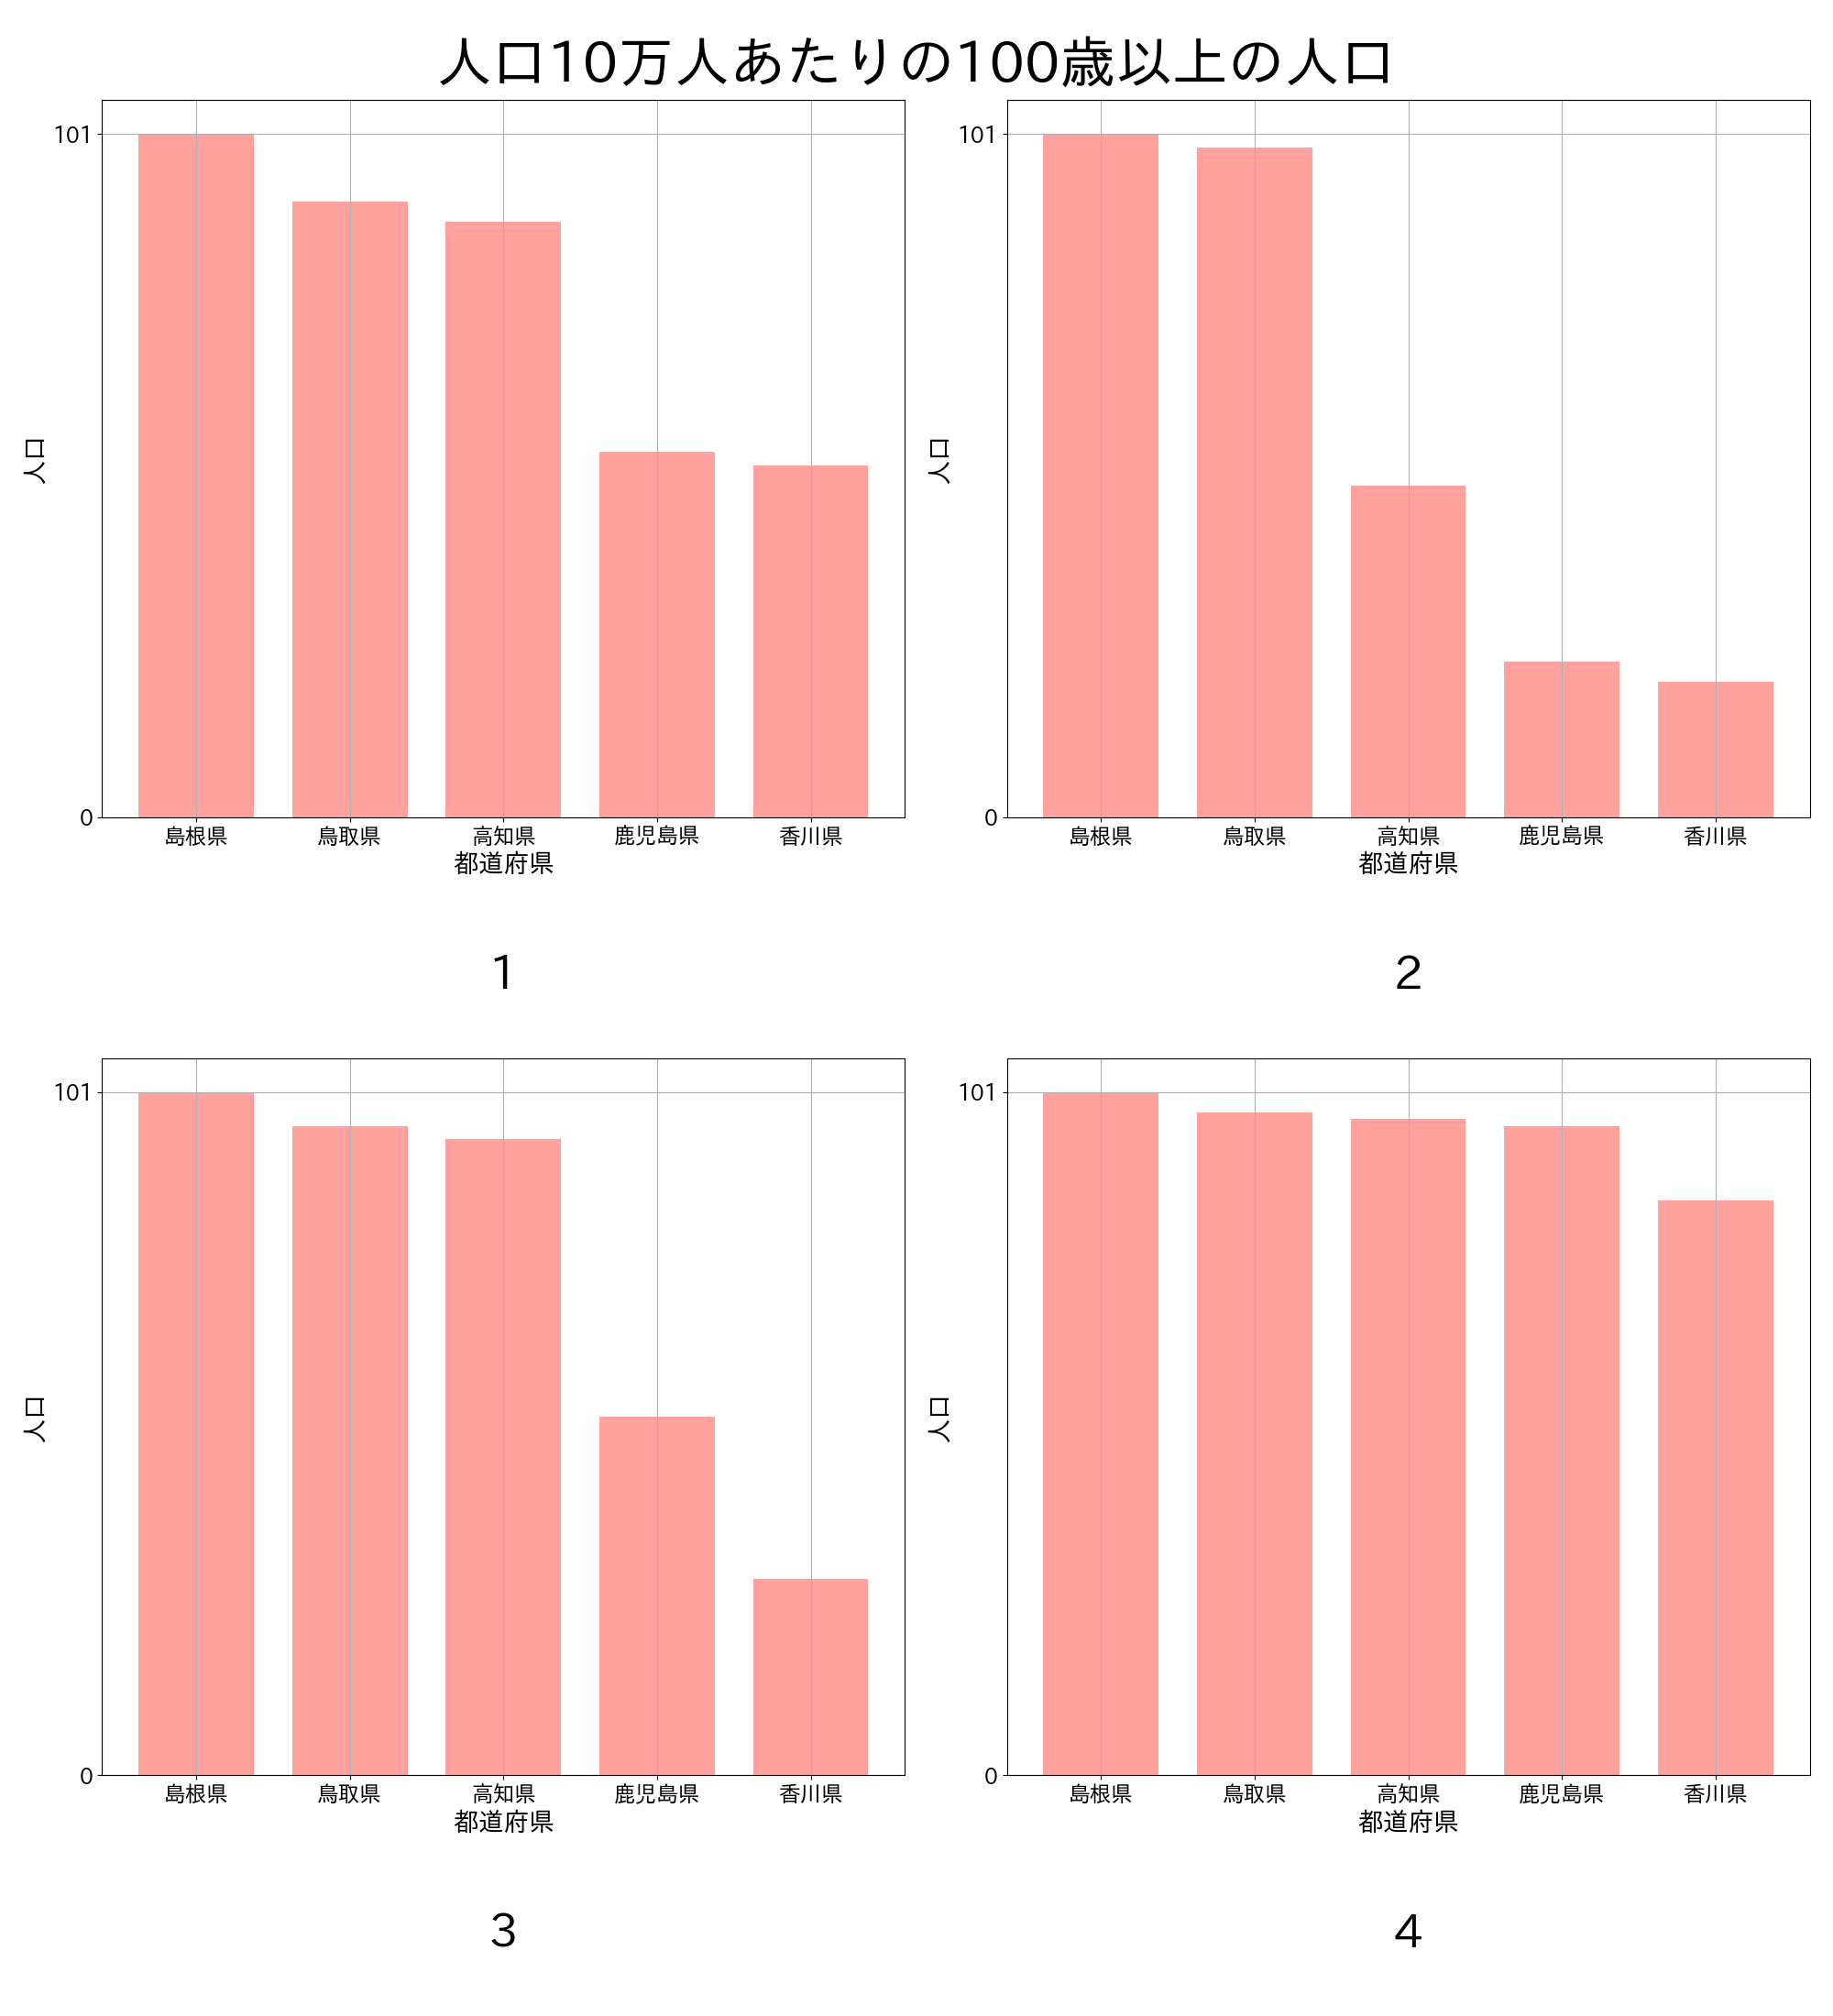 人口10万人あたりの100歳以上の人口
101
0
人口
島根県 鳥取県 高知県 鹿児島県 香川県
都道府県
1
101
0
人口
島根県 鳥取県 高知県 鹿児島県 香川県
都道府県
2
101
0
人口
島根県 鳥取県 高知県 鹿児島県 香川県
都道府県
3
101
0
人口
島根県 鳥取県 高知県 鹿児島県 香川県
都道府県
4